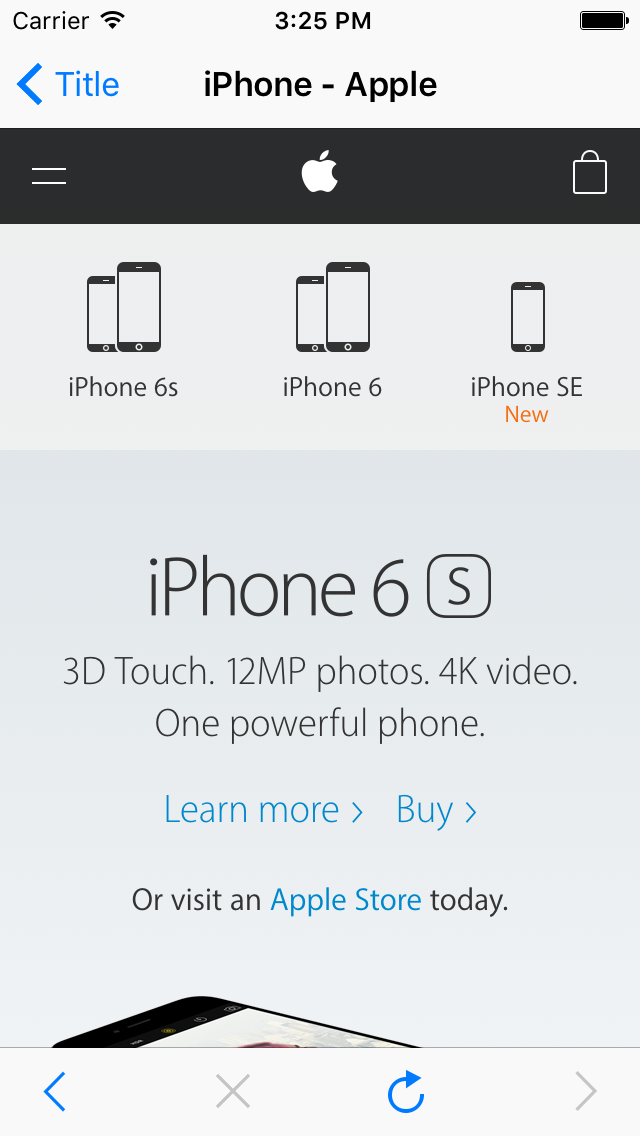 Carrier 3:25 PM
Title iPhone - Apple
iPhone 6s iPhone 6 iPhone SE
New
iPhone 6 S
3D Touch. 12MP photos. 4K video.
One powerful phone.
Learn more › Buy ›
Or visit an Apple Store today.